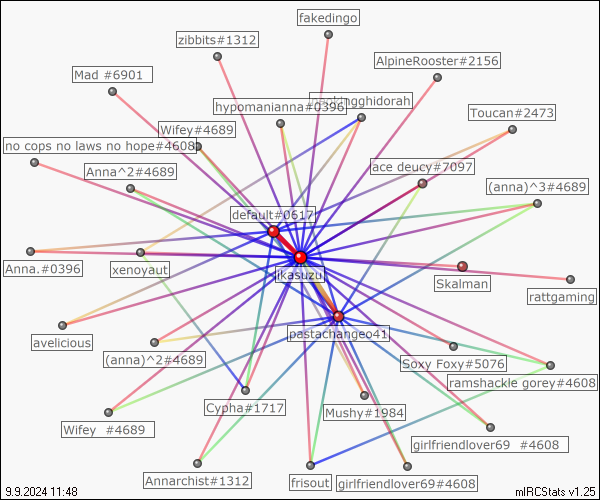 fakedingo
zibbits#1312
AlpineRooster#2156
Mad #6901
hypomanianna#0396
ghidorah
Toucan#2473
Wifey#4689
no cops no laws no hope#4608
Anna^2#4689
ace deucy#7097
(anna)^3#4689
default#0617
Anna.#0396
xenoyaut
ikasuzu
Skalman
rattgaming
avelicious
pastachangeo41
(anna)^2#4689
Soxy Foxy#5076
ramshackle gorey#4608
Cypha#1717
Mushy#1984
Wifey #4689
girlfriendlover69 #4608
Annarchist#1312
frisout
girlfriendlover69#4608
9.9.2024 11:48
mIRCStats v1.25